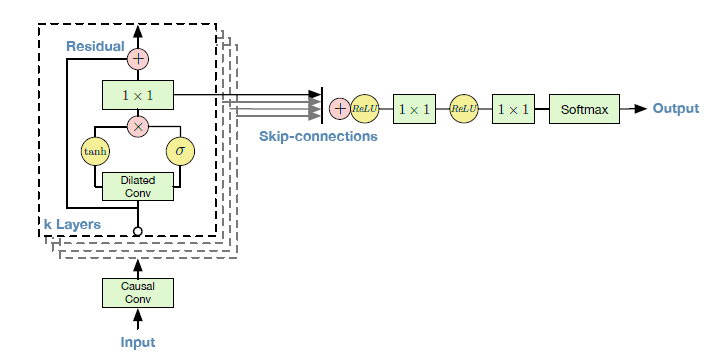 Residual
+
1 × 1
×
tanh
σ
Dilated
Conv
k Layers
Causal
Conv
Input
Skip-connections
+
ReLU
1 × 1
ReLU
1 × 1
Softmax
Output